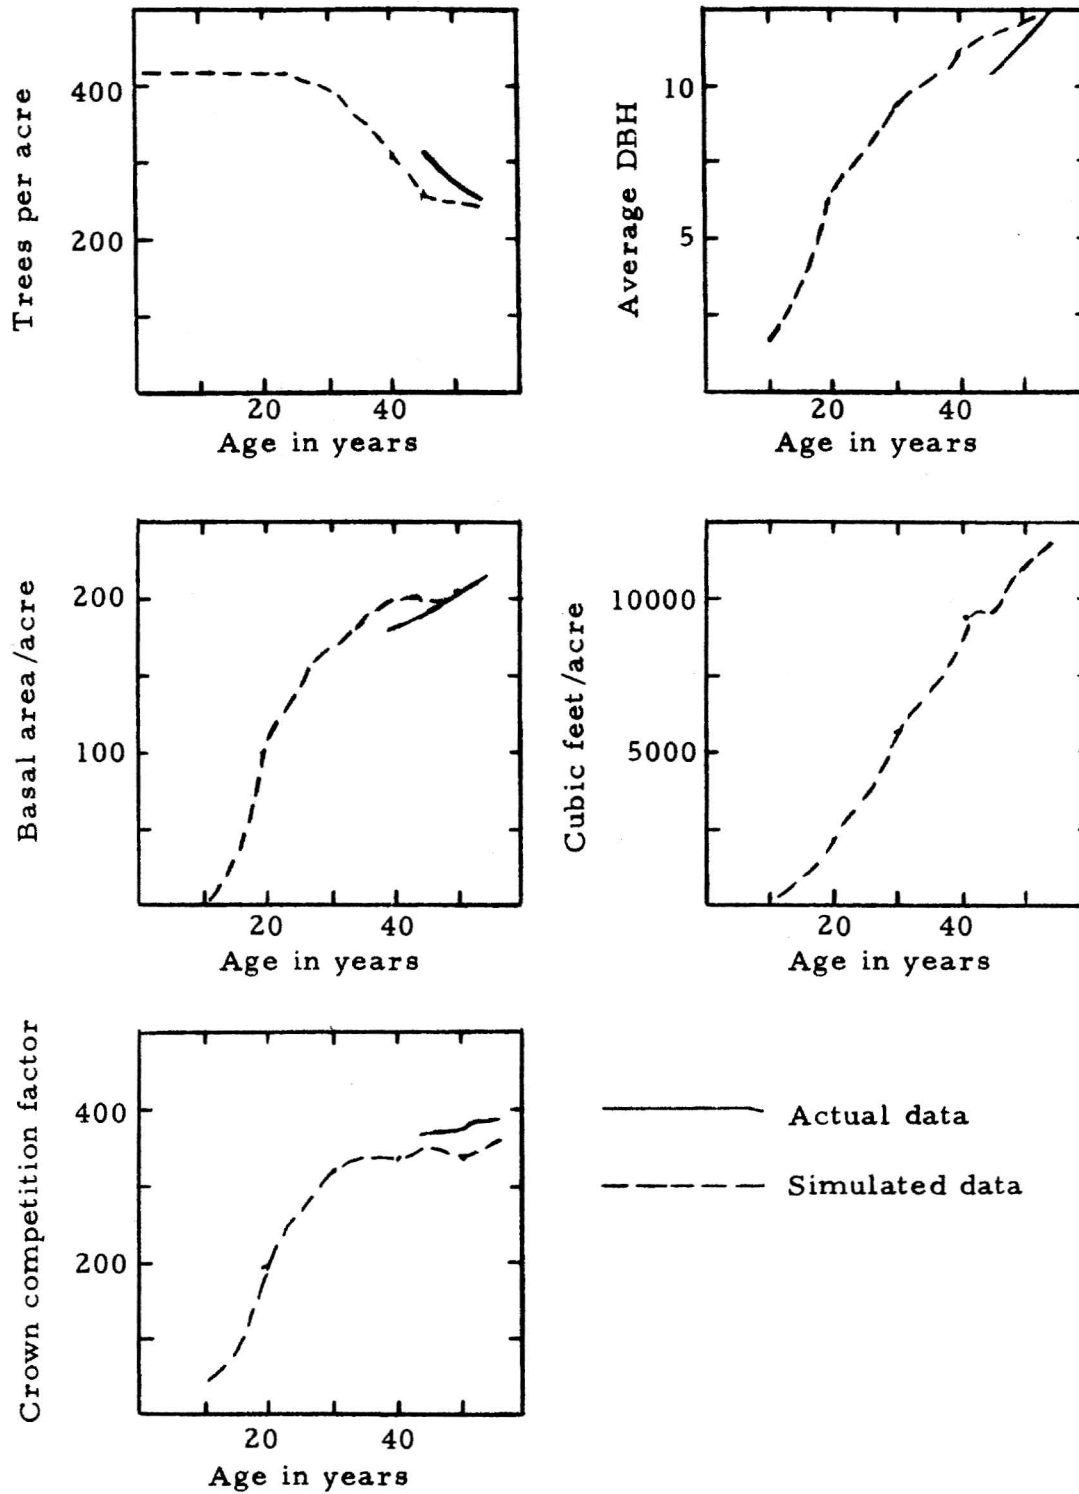 Trees per acre
400
200
20 40
Age in years
Average DBH
10
5
20 40
Age in years
Basal area/acre
200
100
20 40
Age in years
Cubic feet/acre
10000
5000
20 40
Age in years
Crown competition factor
400
200
20 40
Age in years
Actual data
Simulated data